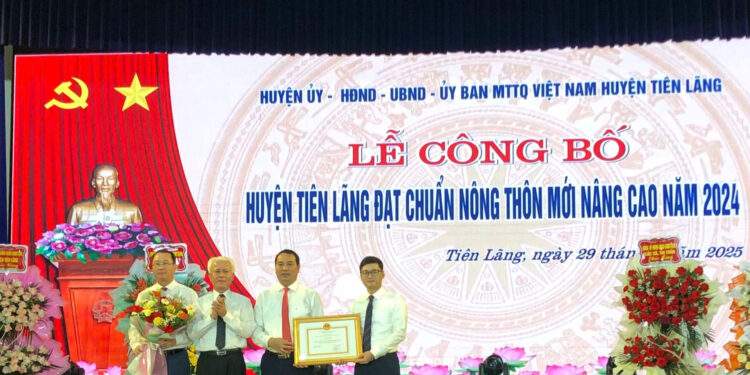 HUYỆN ỦY - HĐND - UBND - ỦY BAN MTTQ VIỆT NAM HUYỆN TIÊN LÃNG
LỄ CÔNG BỐ
HUYỆN TIÊN LÃNG ĐẠT CHUẨN NÔNG THÔN MỚI NÂNG CAO NĂM 2024
Tiên Lãng, ngày 29 tháng năm 2025